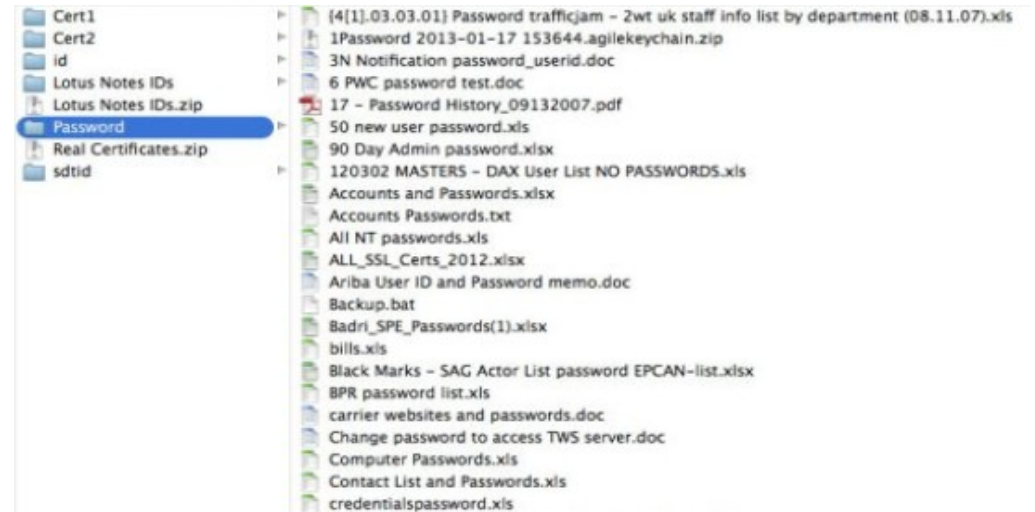 Cert1
Cert2
id
Lotus Notes IDs
Lotus Notes IDs.zip
Password
Real Certificates.zip
sdtid
{4[1].03.03.01} Password trafficjam – 2wt uk staff info list by department (08.11.07).xls
1Password 2013-01-17 153644.agilekeychain.zip
3N Notification password_userid.doc
6 PWC password test.doc
17 – Password History_09132007.pdf
50 new user password.xls
90 Day Admin password.xlsx
120302 MASTERS – DAX User List NO PASSWORDS.xls
Accounts and Passwords.xlsx
Accounts Passwords.txt
All NT passwords.xls
ALL_SSL_Certs_2012.xlsx
Ariba User ID and Password memo.doc
Backup.bat
Badri_SPE_Passwords(1).xlsx
bills.xls
Black Marks – SAG Actor List password EPCAN-list.xlsx
BPR password list.xls
carrier websites and passwords.doc
Change password to access TWS server.doc
Computer Passwords.xls
Contact List and Passwords.xls
credentialspassword.xls